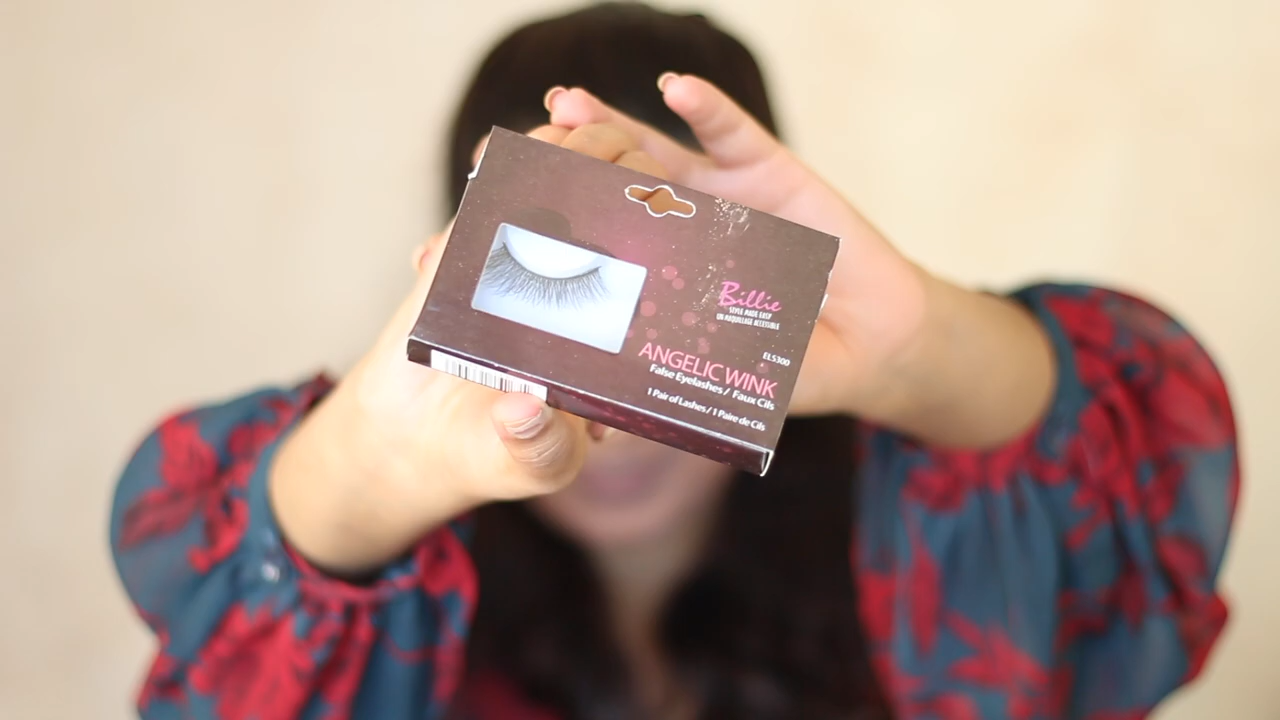 Billie
STYLE MADE EASY
UN MAQUILLAGE ACCESSIBLE
ELS300
ANGELIC WINK
False Eyelashes / Faux Cils
1 Pair of Lashes / 1 Paire de Cils